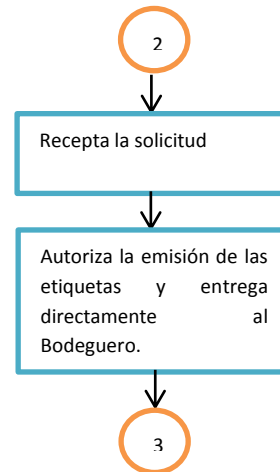 2
Recepta la solicitud
Autoriza la emisión de las
etiquetas y entrega
directamente al
Bodeguero.
3